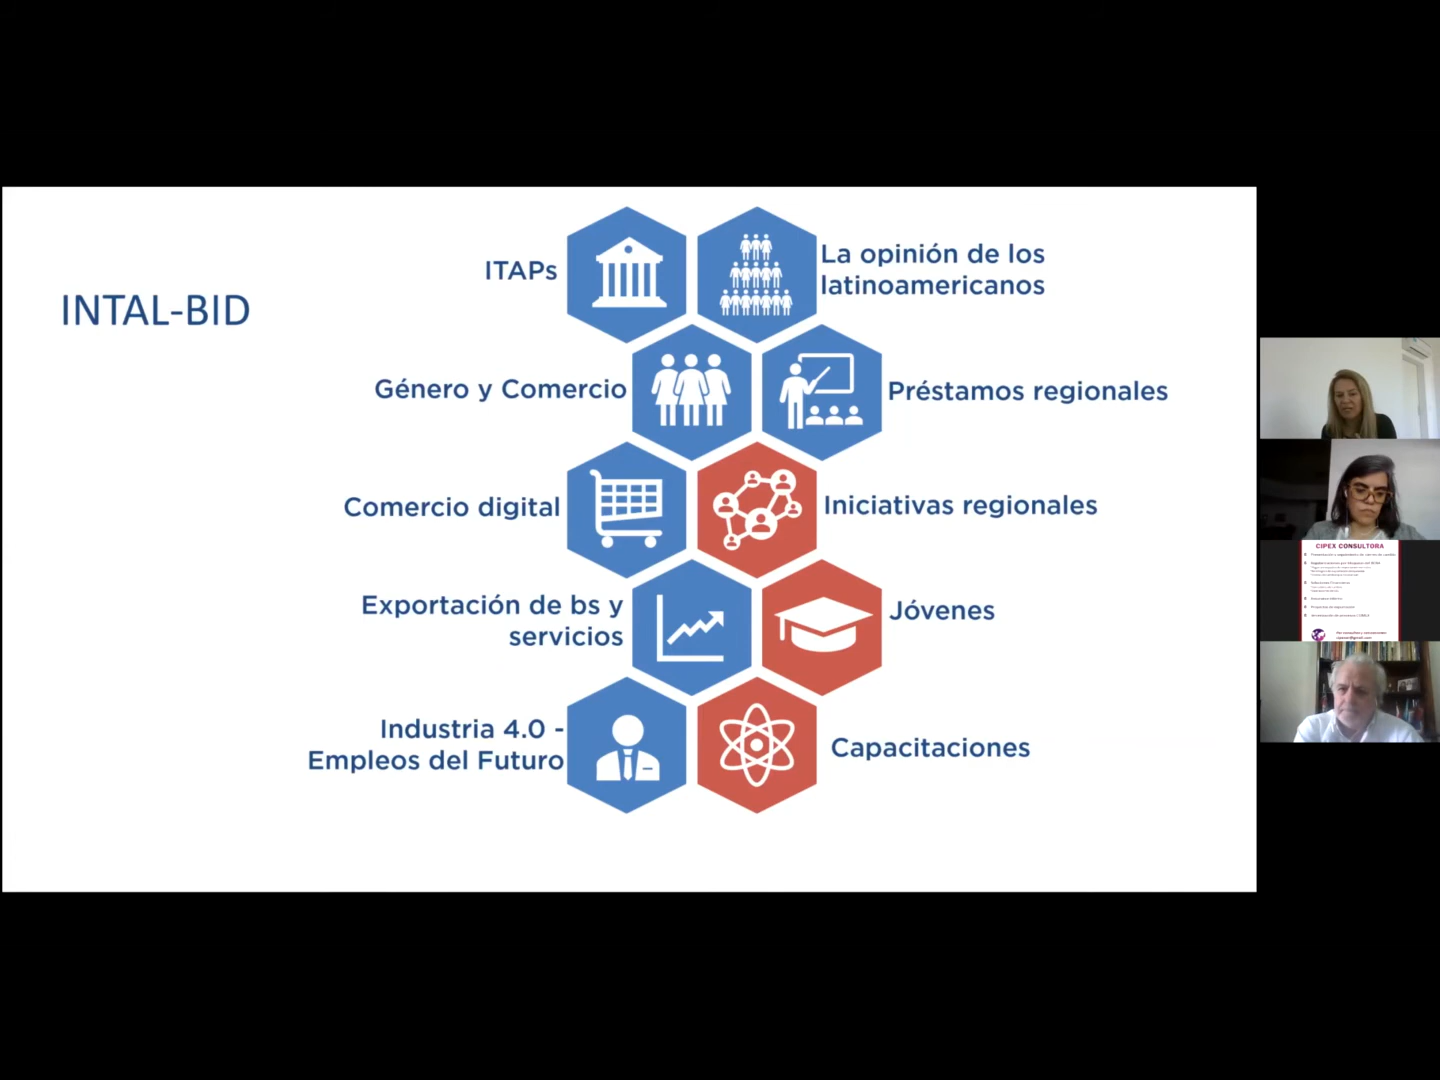 INTAL-BID
ITAPs
La opinión de los
latinoamericanos
Género y Comercio
Préstamos regionales
Comercio digital
Iniciativas regionales
Exportación de bs y
servicios
Jóvenes
Industria 4.0 -
Empleos del Futuro
Capacitaciones
CIPEX CONSULTORA